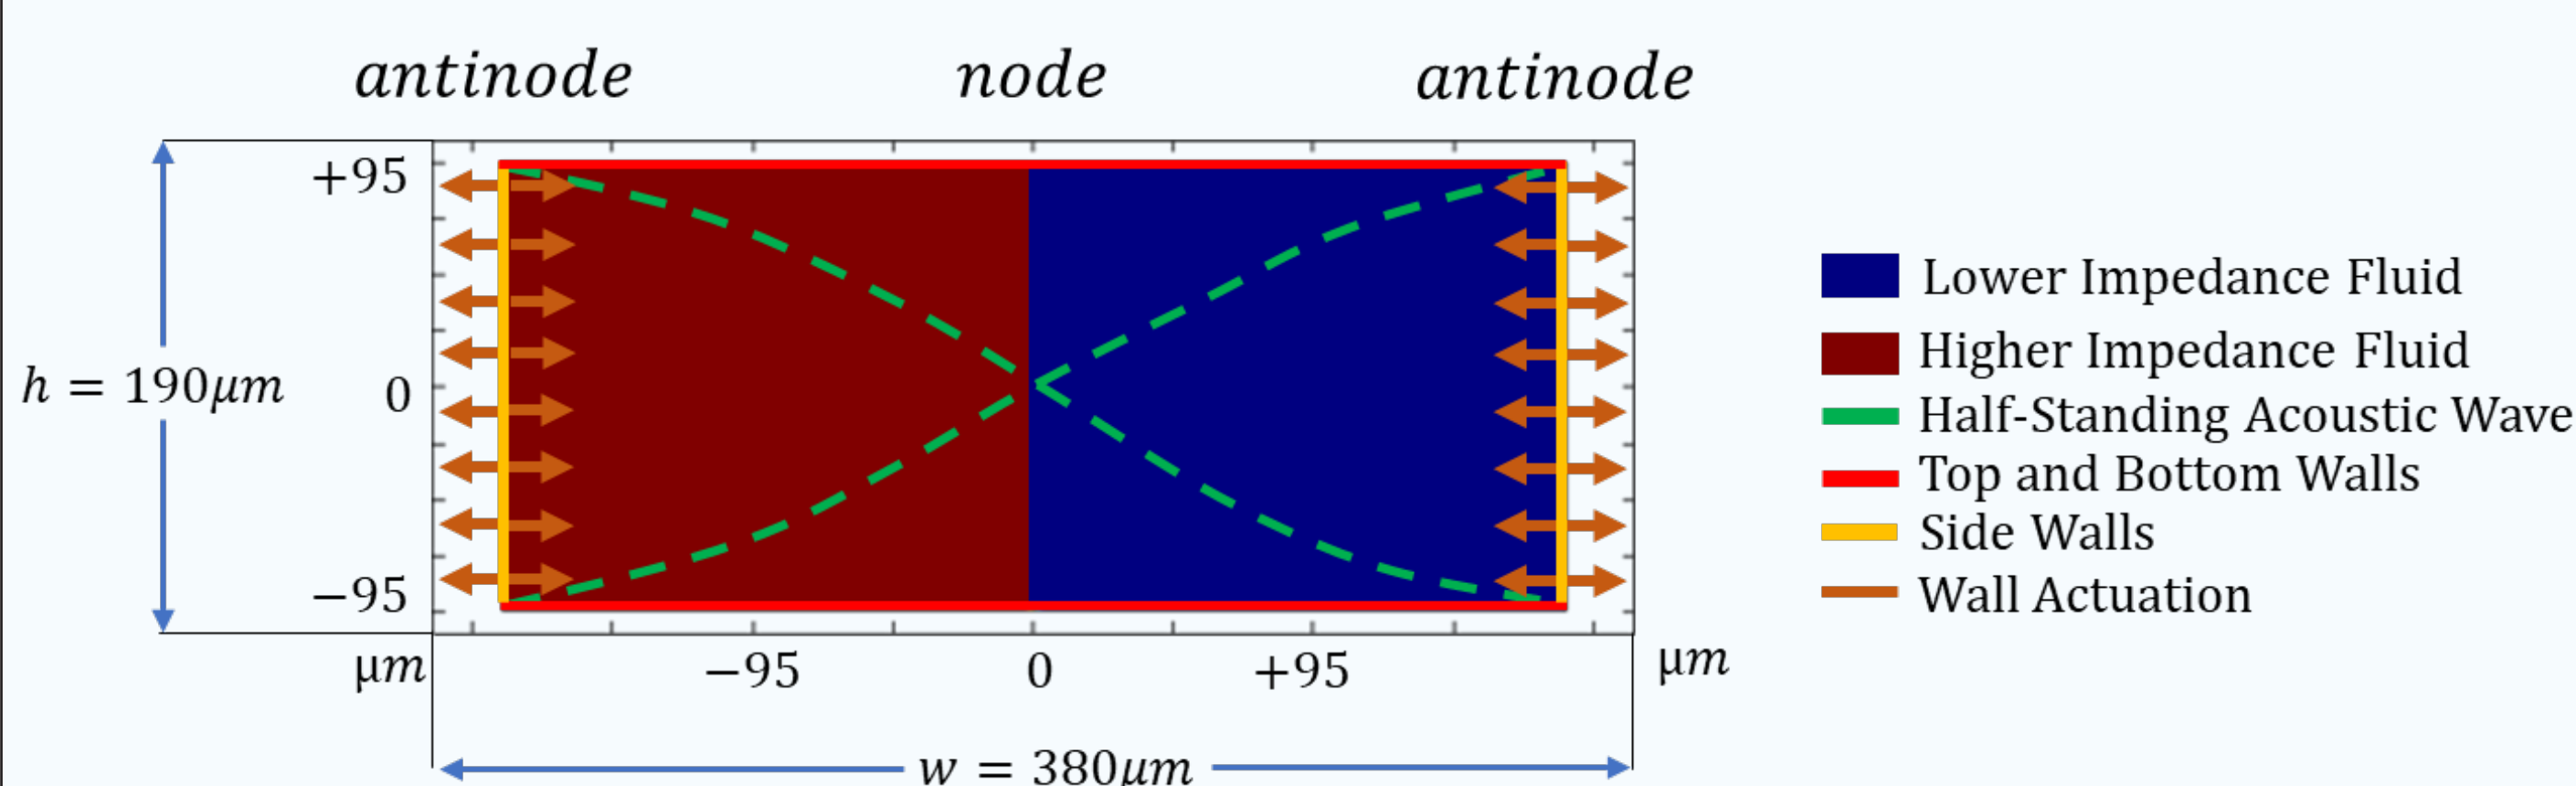 antinode node antinode
+95
h = 190μm
0
−95
μm −95 0 +95 μm
w = 380μm
Lower Impedance Fluid
Higher Impedance Fluid
Half-Standing Acoustic Wave
Top and Bottom Walls
Side Walls
Wall Actuation